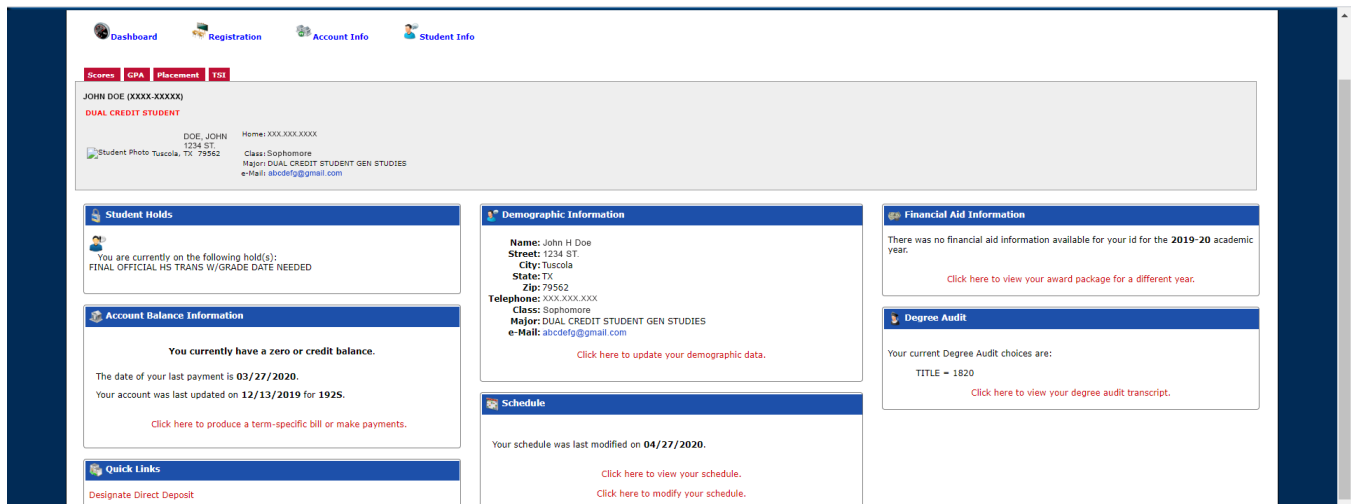 Dashboard Registration Account Info Student Info
Scores GPA Placement TSI
JOHN DOE (XXXX-XXXXX)
DUAL CREDIT STUDENT
Student Photo
DOE, JOHN
1234 ST.
Tuscola, TX 79562
Home: XXX.XXX.XXXX
Class: Sophomore
Major: DUAL CREDIT STUDENT GEN STUDIES
e-Mail: abcdefg@gmail.com
Student Holds
You are currently on the following hold(s):
FINAL OFFICIAL HS TRANS W/GRADE DATE NEEDED
Account Balance Information
You currently have a zero or credit balance.
The date of your last payment is 03/27/2020.
Your account was last updated on 12/13/2019 for 192S.
Click here to produce a term-specific bill or make payments.
Quick Links
Designate Direct Deposit
Demographic Information
Name: John H Doe
Street: 1234 ST.
City: Tuscola
State: TX
Zip: 79562
Telephone: XXX.XXX.XXX
Class: Sophomore
Major: DUAL CREDIT STUDENT GEN STUDIES
e-Mail: abcdefg@gmail.com
Click here to update your demographic data.
Schedule
Your schedule was last modified on 04/27/2020.
Click here to view your schedule.
Click here to modify your schedule.
Financial Aid Information
There was no financial aid information available for your id for the 2019-20 academic
year.
Click here to view your award package for a different year.
Degree Audit
Your current Degree Audit choices are:
TITLE = 1820
Click here to view your degree audit transcript.